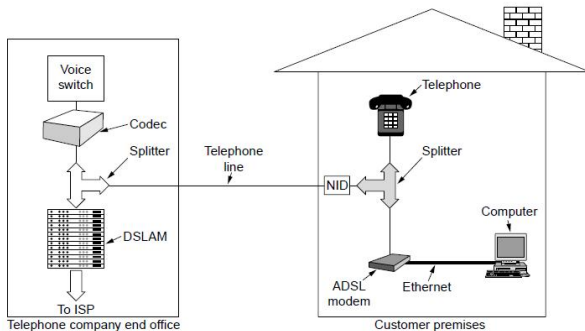 Voice
switch
Codec
Splitter
Telephone
line
DSLAM
To ISP
Telephone company end office
Telephone
NID
Splitter
Computer
ADSL
modem
Ethernet
Customer premises